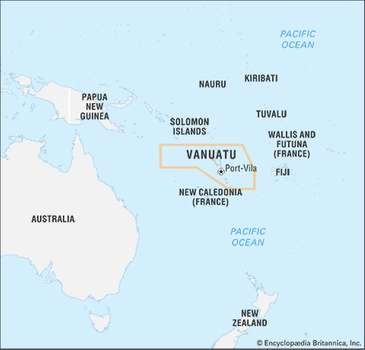 PACIFIC
OCEAN
KIRIBATI
NAURU
PAPUA
NEW
GUINEA
TUVALU
SOLOMON
ISLANDS
WALLIS AND
FUTUNA
(FRANCE)
VANUATU
Port-Vila
FIJI
NEW CALEDONIA
(FRANCE)
AUSTRALIA
PACIFIC
OCEAN
NEW
ZEALAND
© Encyclopædia Britannica, Inc.